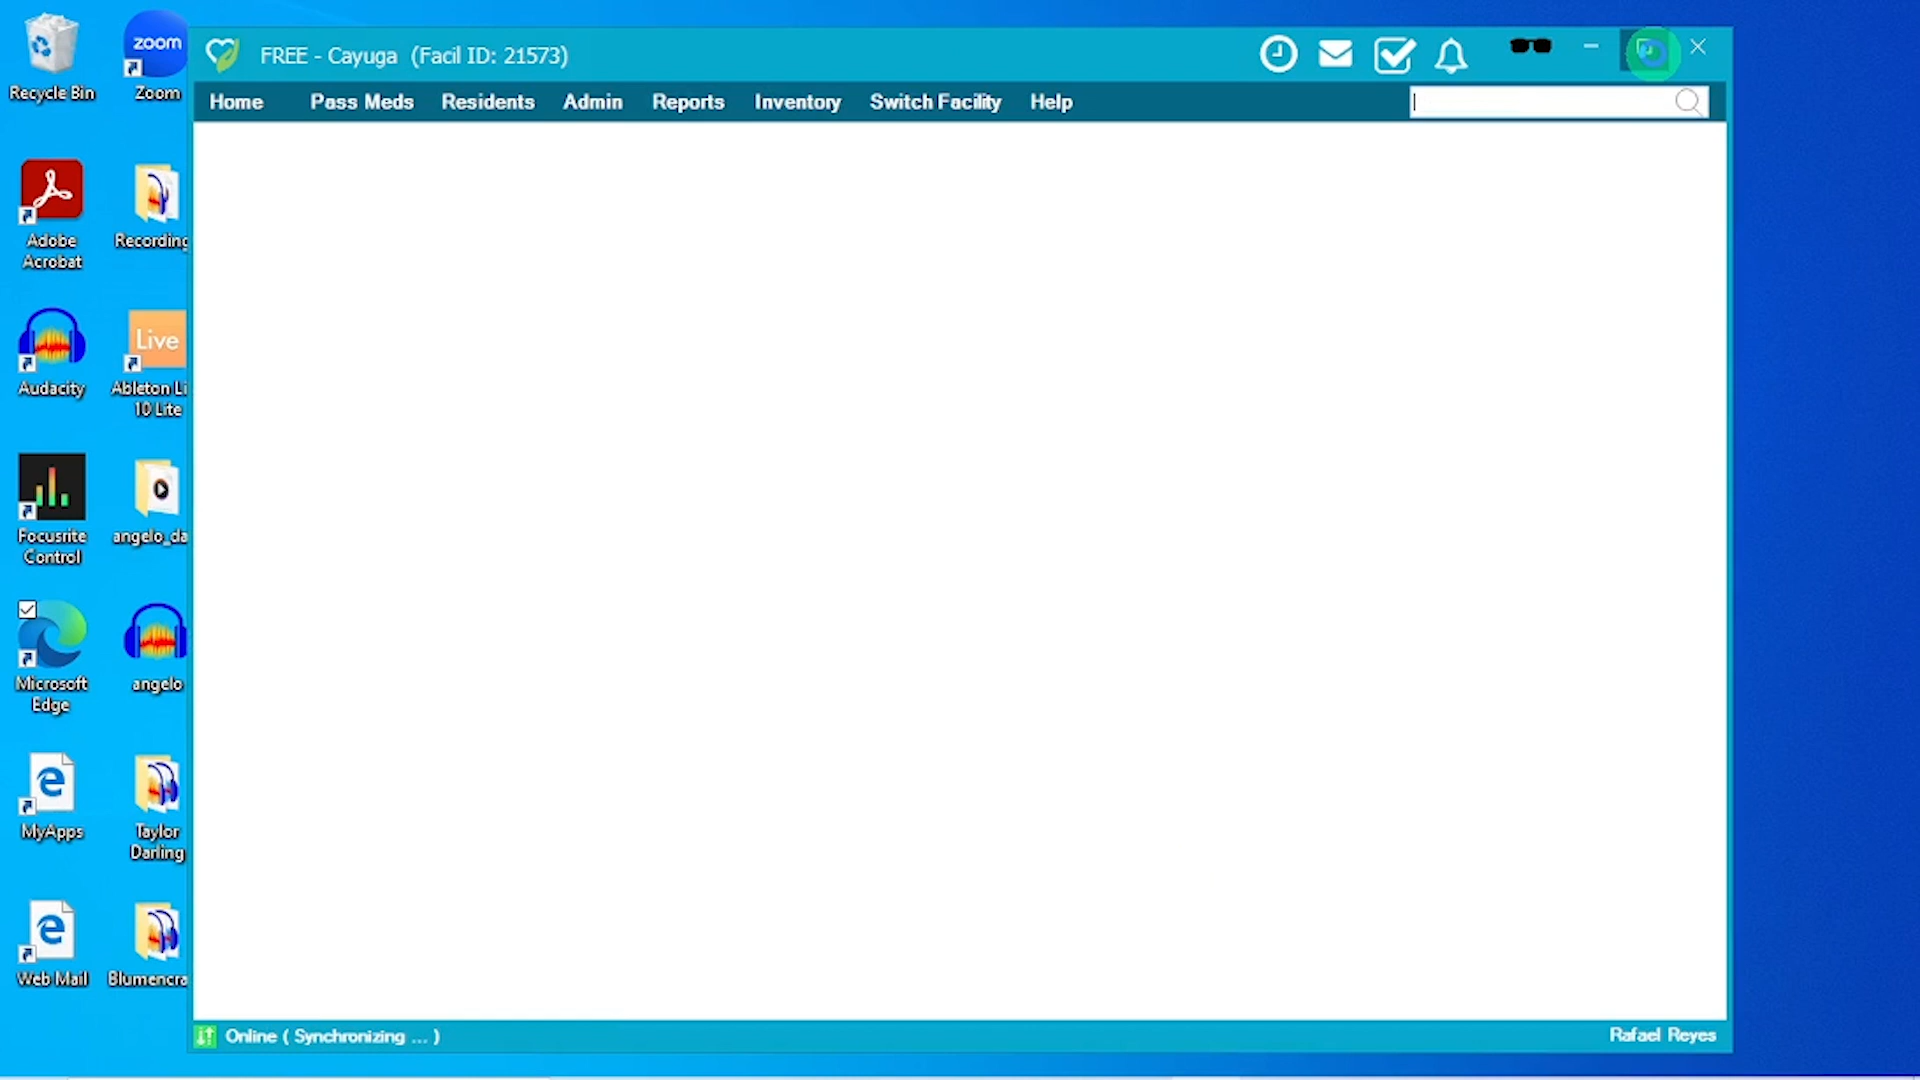 Recycle Bin
zoom
Zoom
Adobe
Acrobat
Recording
Audacity
Live
Ableton Li
10 Lite
Focusrite
Control
angelo_da
Microsoft
Edge
angelo
MyApps
Taylor
Darling
Web Mail
Blumencra
FREE - Cayuga (Facil ID: 21573)
Home Pass Meds Residents Admin Reports Inventory Switch Facility Help
Online ( Synchronizing ... )
Rafael Reyes